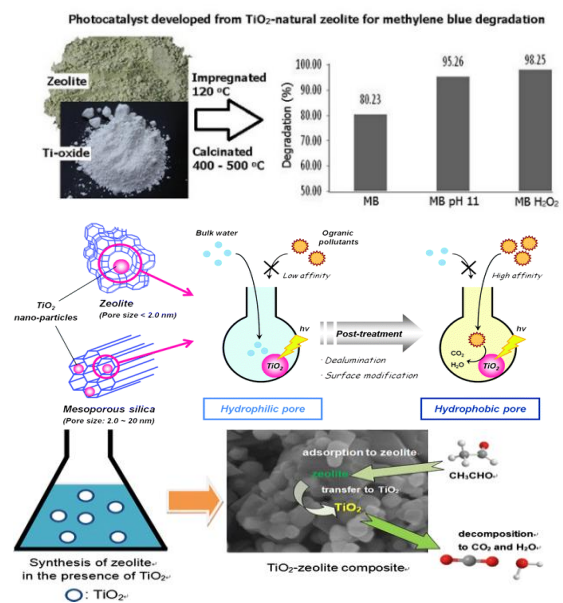 Photocatalyst developed from TiO2-natural zeolite for methylene blue degradation
Zeolite
Ti-oxide
Impregnated
120 ºC
Calcinated
400 - 500 ºC
Degradation (%)
100.00
90.00
80.00
70.00
60.00
50.00
80.23
95.26
98.25
MB
MB pH 11
MB H2O2
TiO2
nano-particles
Zeolite
(Pore size < 2.0 nm)
Mesoporous silica
(Pore size: 2.0 ~ 20 nm)
Bulk water
Ogranic
pollutants
Low affinity
hν
TiO2
Hydrophilic pore
Post-treatment
· Dealumination
· Surface modification
High affinity
hν
CO2
H2O
TiO2
Hydrophobic pore
Synthesis of zeolite
in the presence of TiO2
: TiO2
adsorption to zeolite
zeolite
transfer to TiO2
TiO2
TiO2-zeolite composite
CH3CHO
decomposition
to CO2 and H2O